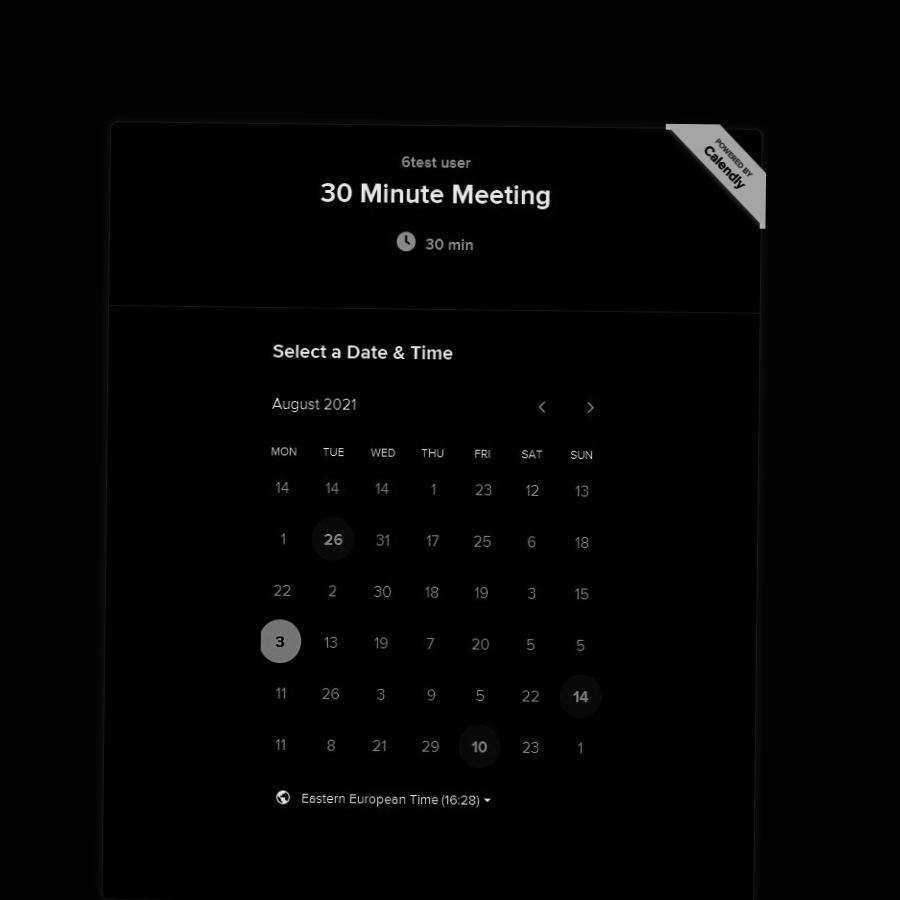 POWERED BY
Calendly
6test user
30 Minute Meeting
30 min
Select a Date & Time
August 2021
MON TUE WED THU FRI SAT SUN
14 14 14 1 23 12 13
1 26 31 17 25 6 18
22 2 30 18 19 3 15
3 13 19 7 20 5 5
11 26 3 9 5 22 14
11 8 21 29 10 23 1
Eastern European Time (16:28)